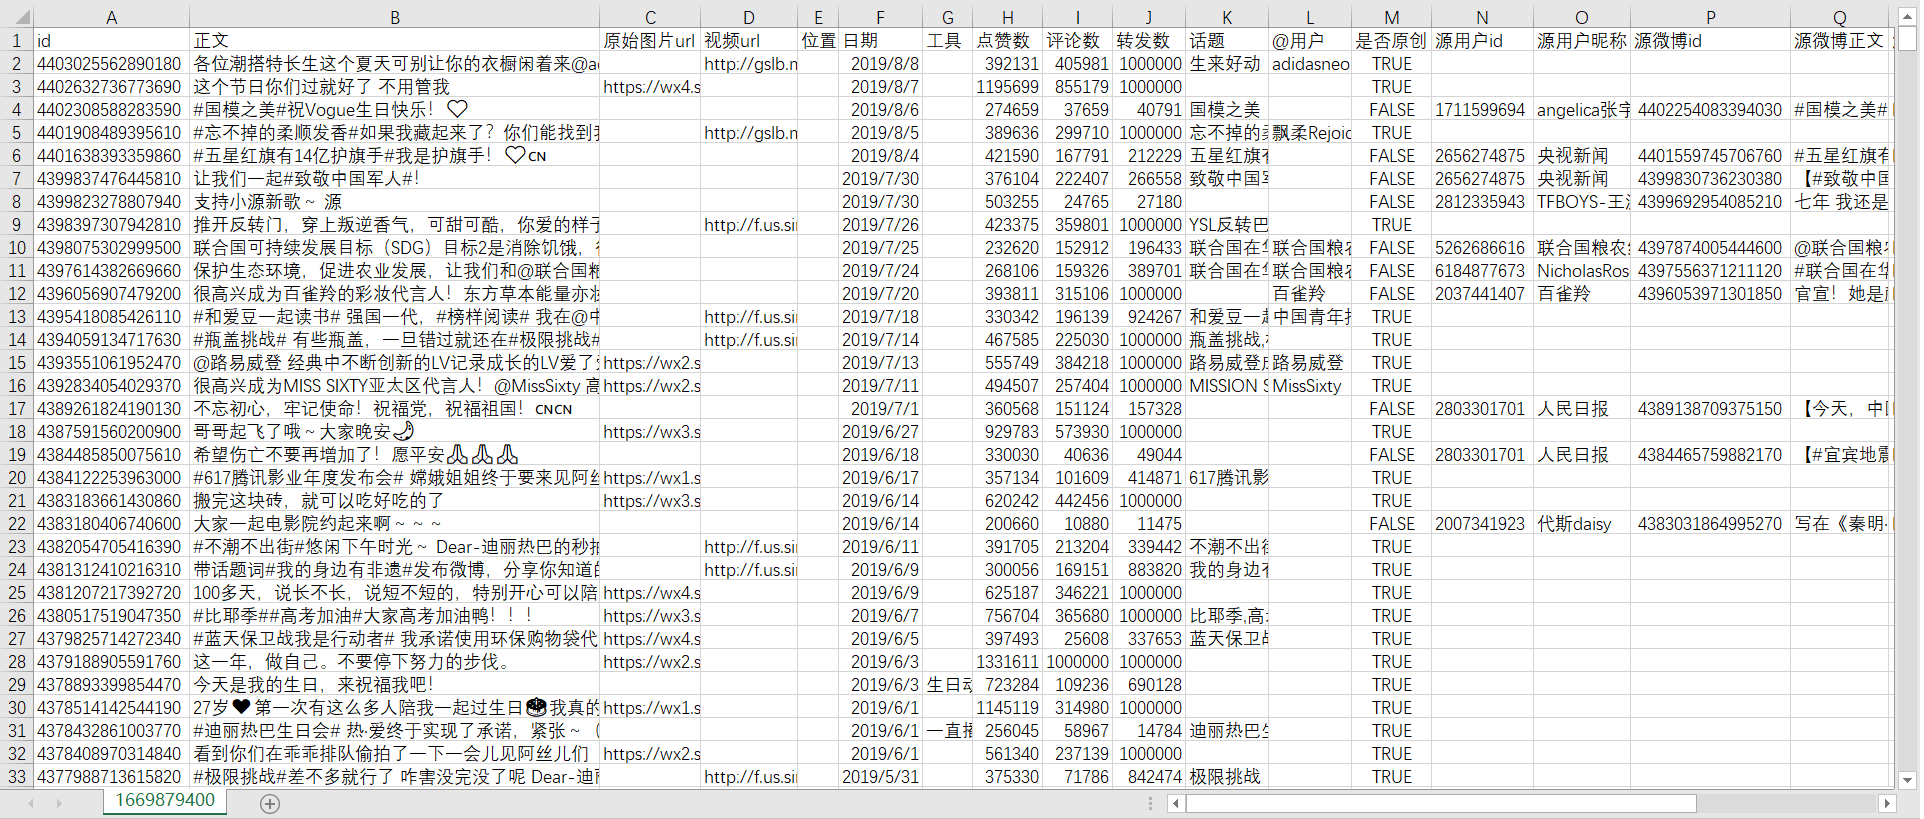 A B C D E F G H I J K L M N O P Q
1 id 正文 原始图片url 视频url 位置 日期 工具 点赞数 评论数 转发数 话题 @用户 是否原创 源用户id 源用户昵称 源微博id 源微博正文
2 4403025562890180 各位潮搭特长生这个夏天可别让你的衣橱闲着来@a http://gslb.m 2019/8/8 392131 405981 1000000 生来好动 adidasneo TRUE
3 4402632736773690 这个节日你们过就好了 不用管我 https://wx4.s 2019/8/7 1195699 855179 1000000 TRUE
4 4402308588283590 #国模之美#祝Vogue生日快乐！♡ 2019/8/6 274659 37659 40791 国模之美 FALSE 1711599694 angelica张宇 4402254083394030 #国模之美#
5 4401908489395610 #忘不掉的柔顺发香#如果我藏起来了？你们能找到我 http://gslb.m 2019/8/5 389636 299710 1000000 忘不掉的柔 飘柔Rejoic TRUE
6 4401638393359860 #五星红旗有14亿护旗手#我是护旗手！♡CN 2019/8/4 421590 167791 212229 五星红旗有 FALSE 2656274875 央视新闻 4401559745706760 #五星红旗有
7 4399837476445810 让我们一起#致敬中国军人#！ 2019/7/30 376104 222407 266558 致敬中国军 FALSE 2656274875 央视新闻 4399830736230380 【#致敬中国
8 4399823278807940 支持小源新歌～ 源 2019/7/30 503255 24765 27180 FALSE 2812335943 TFBOYS-王源 4399692954085210 七年 我还是
9 4398397307942810 推开反转门，穿上叛逆香气，可甜可酷，你爱的样子 http://f.us.sin 2019/7/26 423375 359801 1000000 YSL反转巴 TRUE
10 4398075302999500 联合国可持续发展目标（SDG）目标2是消除饥饿， 2019/7/25 232620 152912 196433 联合国在华 联合国粮农 FALSE 5262686616 联合国粮农 4397874005444600 @联合国粮农
11 4397614382669660 保护生态环境，促进农业发展，让我们和@联合国粮 2019/7/24 268106 159326 389701 联合国在华 联合国粮农 FALSE 6184877673 NicholasRos 4397556371211120 #联合国在华
12 4396056907479200 很高兴成为百雀羚的彩妆代言人！东方草本能量亦妆 2019/7/20 393811 315106 1000000 百雀羚 FALSE 2037441407 百雀羚 4396053971301850 官宣！她是颜
13 4395418085426110 #和爱豆一起读书# 强国一代，#榜样阅读# 我在@中 http://f.us.sin 2019/7/18 330342 196139 924267 和爱豆一起 中国青年报 TRUE
14 4394059134717630 #瓶盖挑战# 有些瓶盖，一旦错过就还在#极限挑战# http://f.us.sin 2019/7/14 467585 225030 1000000 瓶盖挑战, TRUE
15 4393551061952470 @路易威登 经典中不断创新的LV记录成长的LV爱了 https://wx2.s 2019/7/13 555749 384218 1000000 路易威登成 路易威登 TRUE
16 4392834054029370 很高兴成为MISS SIXTY亚太区代言人！@MissSixty 高 https://wx2.s 2019/7/11 494507 257404 1000000 MISSION S MissSixty TRUE
17 4389261824190130 不忘初心，牢记使命！祝福党，祝福祖国！CNCN 2019/7/1 360568 151124 157328 FALSE 2803301701 人民日报 4389138709375150 【今天，中国
18 4387591560200900 哥哥起飞了哦～大家晚安🌛 https://wx3.s 2019/6/27 929783 573930 1000000 TRUE
19 4384485850075610 希望伤亡不要再增加了！愿平安🙏🙏🙏 2019/6/18 330030 40636 49044 FALSE 2803301701 人民日报 4384465759882170 【#宜宾地震
20 4384122253963000 #617腾讯影业年度发布会# 嫦娥姐姐终于要来见阿丝 https://wx1.s 2019/6/17 357134 101609 414871 617腾讯影 TRUE
21 4383183661430860 搬完这块砖，就可以吃好吃的了 https://wx3.s 2019/6/14 620242 442456 1000000 TRUE
22 4383180406740600 大家一起电影院约起来啊～～～ 2019/6/14 200660 10880 11475 FALSE 2007341923 代斯daisy 4383031864995270 写在《秦明·
23 4382054705416390 #不潮不出街#悠闲下午时光～ Dear-迪丽热巴的秒拍 http://f.us.sin 2019/6/11 391705 213204 339442 不潮不出街 TRUE
24 4381312410216310 带话题词#我的身边有非遗#发布微博，分享你知道的 http://f.us.sin 2019/6/9 300056 169151 883820 我的身边有 TRUE
25 4381207217392720 100多天，说长不长，说短不短的，特别开心可以陪 https://wx4.s 2019/6/9 625187 346221 1000000 TRUE
26 4380517519047350 #比耶季##高考加油#大家高考加油鸭！！！ https://wx3.s 2019/6/7 756704 365680 1000000 比耶季,高考 TRUE
27 4379825714272340 #蓝天保卫战我是行动者# 我承诺使用环保购物袋代 https://wx4.s 2019/6/5 397493 25608 337653 蓝天保卫战 TRUE
28 4379188905591760 这一年，做自己。不要停下努力的步伐。 https://wx2.s 2019/6/3 1331611 1000000 1000000 TRUE
29 4378893399854470 今天是我的生日，来祝福我吧！ 2019/6/3 生日动 723284 109236 690128 TRUE
30 4378514142544190 27岁❤第一次有这么多人陪我一起过生日🎂我真的 https://wx1.s 2019/6/1 1145119 314980 1000000 TRUE
31 4378432861003770 #迪丽热巴生日会# 热·爱终于实现了承诺，紧张～（ 2019/6/1 一直播 256045 58967 14784 迪丽热巴生 TRUE
32 4378408970314840 看到你们在乖乖排队偷拍了一下一会儿见阿丝儿们 https://wx2.s 2019/6/1 561340 237139 1000000 TRUE
33 4377988713615820 #极限挑战#差不多就行了 咋害没完没了呢 Dear-迪丽 http://f.us.sin 2019/5/31 375330 71786 842474 极限挑战 TRUE
1669879400